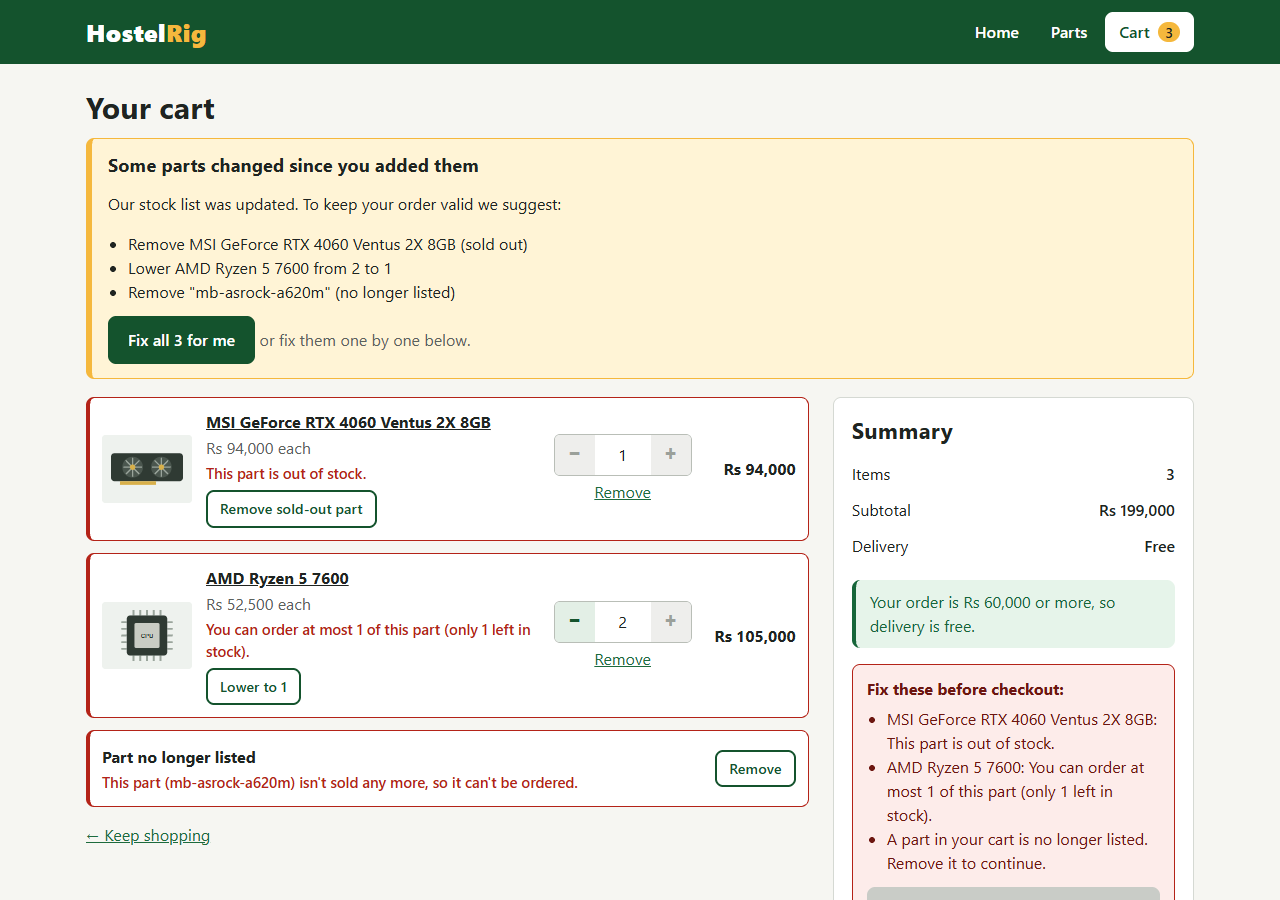 HostelRig
Home
Parts
Cart 3
Your cart
Some parts changed since you added them
Our stock list was updated. To keep your order valid we suggest:
• Remove MSI GeForce RTX 4060 Ventus 2X 8GB (sold out)
• Lower AMD Ryzen 5 7600 from 2 to 1
• Remove "mb-asrock-a620m" (no longer listed)
Fix all 3 for me or fix them one by one below.
MSI GeForce RTX 4060 Ventus 2X 8GB
Rs 94,000 each
This part is out of stock.
Remove sold-out part
− 1 +
Remove
Rs 94,000
AMD Ryzen 5 7600
Rs 52,500 each
You can order at most 1 of this part (only 1 left in
stock).
Lower to 1
CPU
− 2 +
Remove
Rs 105,000
Part no longer listed
This part (mb-asrock-a620m) isn't sold any more, so it can't be ordered.
Remove
← Keep shopping
Summary
Items 3
Subtotal Rs 199,000
Delivery Free
Your order is Rs 60,000 or more, so
delivery is free.
Fix these before checkout:
• MSI GeForce RTX 4060 Ventus 2X 8GB:
This part is out of stock.
• AMD Ryzen 5 7600: You can order at
most 1 of this part (only 1 left in
stock).
• A part in your cart is no longer listed.
Remove it to continue.